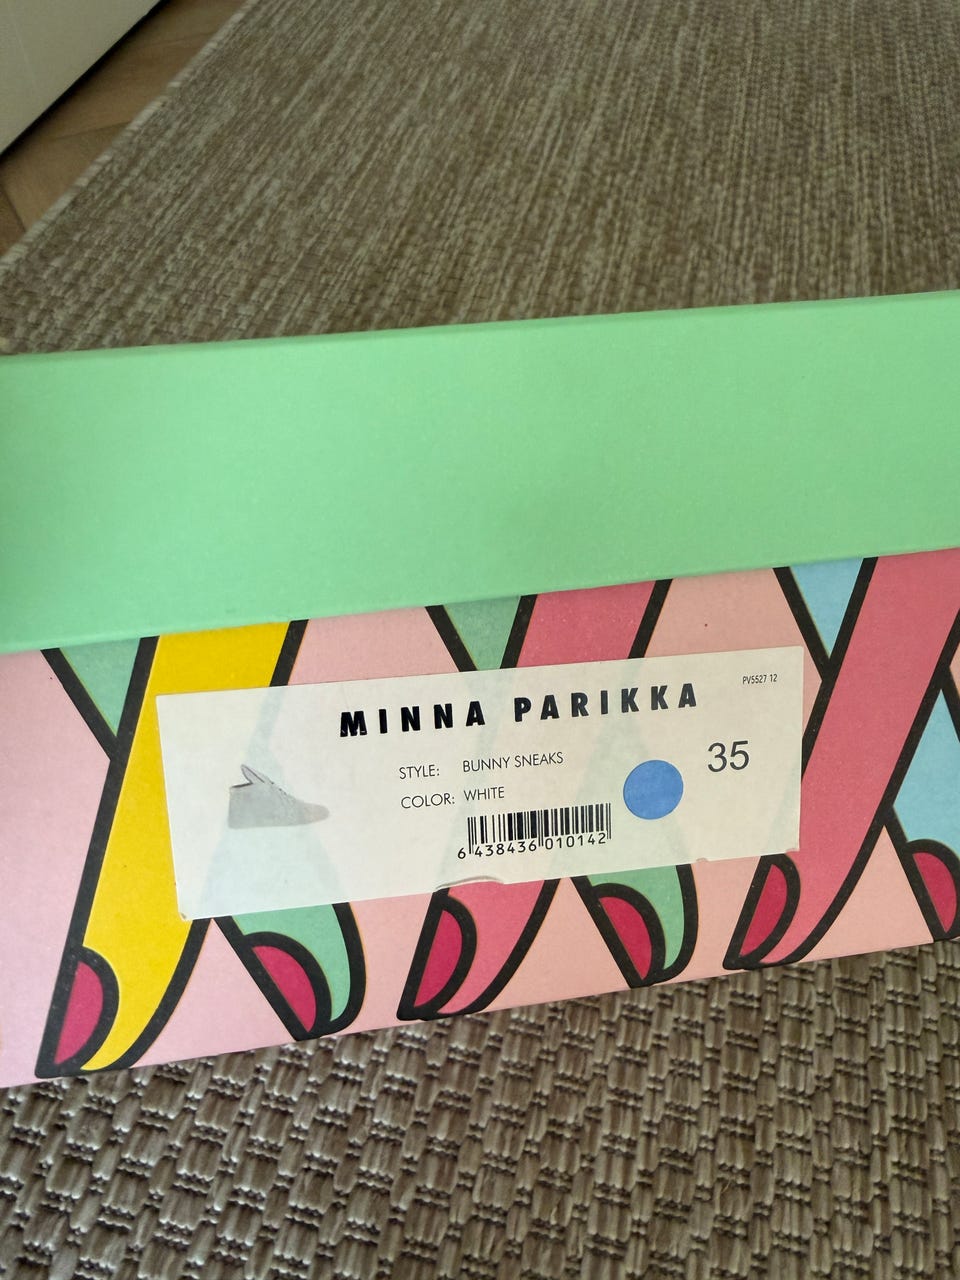 PV5527 12
MINNA PARIKKA
STYLE: BUNNY SNEAKS
35
COLOR: WHITE
6 438436 010142